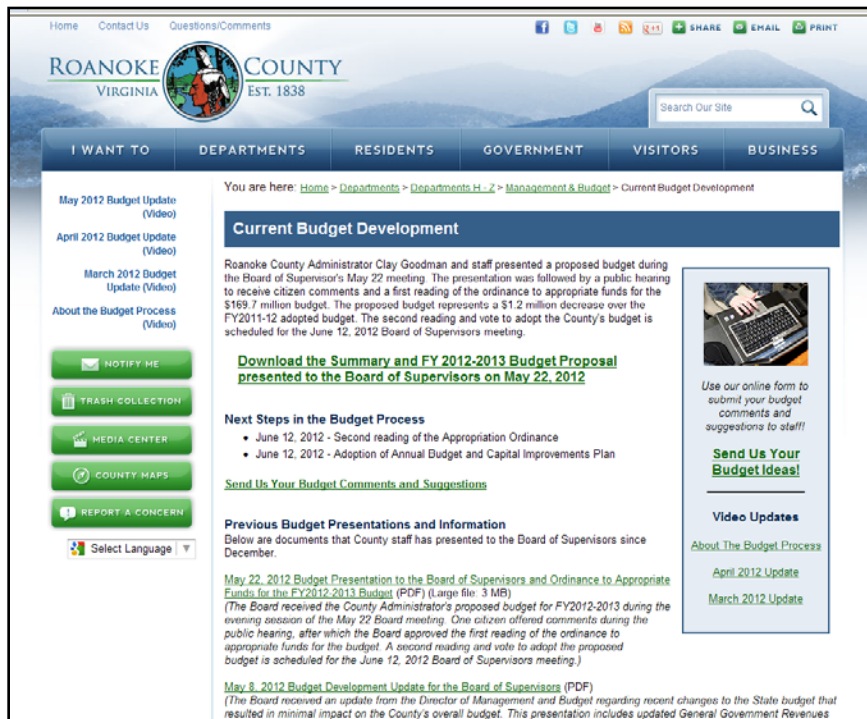 Home Contact Us Questions/Comments
g+1 SHARE EMAIL PRINT
ROANOKE COUNTY
VIRGINIA EST. 1838
Search Our Site
I WANT TO DEPARTMENTS RESIDENTS GOVERNMENT VISITORS BUSINESS
May 2012 Budget Update
(Video)
April 2012 Budget Update
(Video)
March 2012 Budget
Update (Video)
About the Budget Process
(Video)
NOTIFY ME
TRASH COLLECTION
MEDIA CENTER
COUNTY MAPS
REPORT A CONCERN
Select Language
You are here: Home > Departments > Departments H - Z > Management & Budget > Current Budget Development
Current Budget Development
Roanoke County Administrator Clay Goodman and staff presented a proposed budget during
the Board of Supervisor's May 22 meeting. The presentation was followed by a public hearing
to receive citizen comments and a first reading of the ordinance to appropriate funds for the
$169.7 million budget. The proposed budget represents a $1.2 million decrease over the
FY2011-12 adopted budget. The second reading and vote to adopt the County's budget is
scheduled for the June 12, 2012 Board of Supervisors meeting.
Download the Summary and FY 2012-2013 Budget Proposal
presented to the Board of Supervisors on May 22, 2012
Next Steps in the Budget Process
• June 12, 2012 - Second reading of the Appropriation Ordinance
• June 12, 2012 - Adoption of Annual Budget and Capital Improvements Plan
Send Us Your Budget Comments and Suggestions
Previous Budget Presentations and Information
Below are documents that County staff has presented to the Board of Supervisors since
December.
May 22, 2012 Budget Presentation to the Board of Supervisors and Ordinance to Appropriate
Funds for the FY2012-2013 Budget (PDF) (Large file: 3 MB)
(The Board received the County Administrator's proposed budget for FY2012-2013 during the
evening session of the May 22 Board meeting. One citizen offered comments during the
public hearing, after which the Board approved the first reading of the ordinance to
appropriate funds for the budget. A second reading and vote to adopt the proposed
budget is scheduled for the June 12, 2012 Board of Supervisors meeting.)
May 8, 2012 Budget Development Update for the Board of Supervisors (PDF)
(The Board received an update from the Director of Management and Budget regarding recent changes to the State budget that
resulted in minimal impact on the County's overall budget. This presentation includes updated General Government Revenues
Use our online form to
submit your budget
comments and
suggestions to staff!
Send Us Your
Budget Ideas!
Video Updates
About The Budget Process
April 2012 Update
March 2012 Update